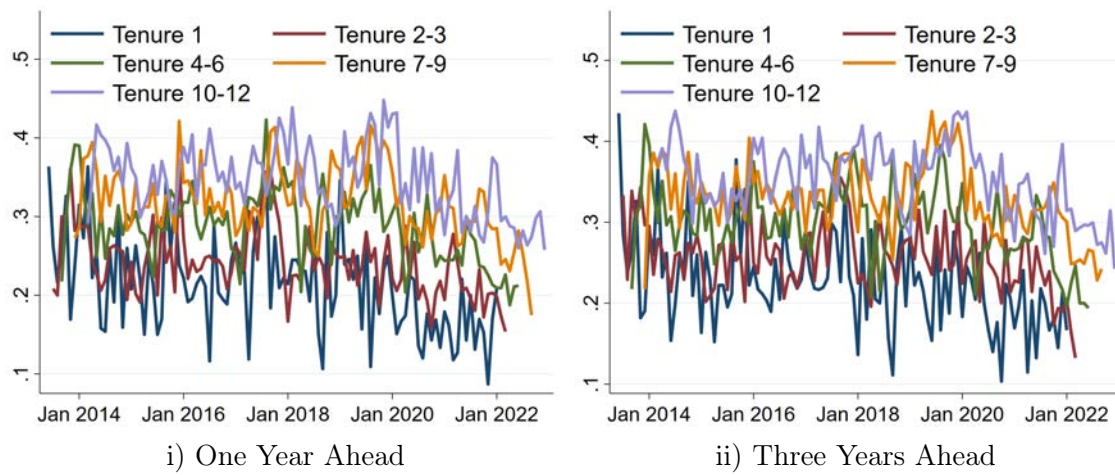 Tenure 1 Tenure 2-3
Tenure 4-6 Tenure 7-9
Tenure 10-12
.5
.4
.3
.2
.1
Jan 2014 Jan 2016 Jan 2018 Jan 2020 Jan 2022
i) One Year Ahead
Tenure 1 Tenure 2-3
Tenure 4-6 Tenure 7-9
Tenure 10-12
.5
.4
.3
.2
.1
Jan 2014 Jan 2016 Jan 2018 Jan 2020 Jan 2022
ii) Three Years Ahead